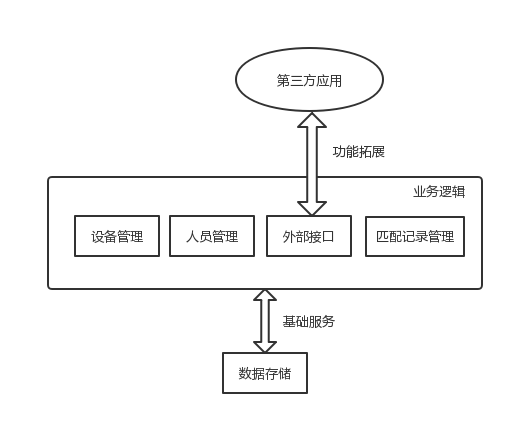 第三方应用
功能拓展
业务逻辑
设备管理
人员管理
外部接口
匹配记录管理
基础服务
数据存储